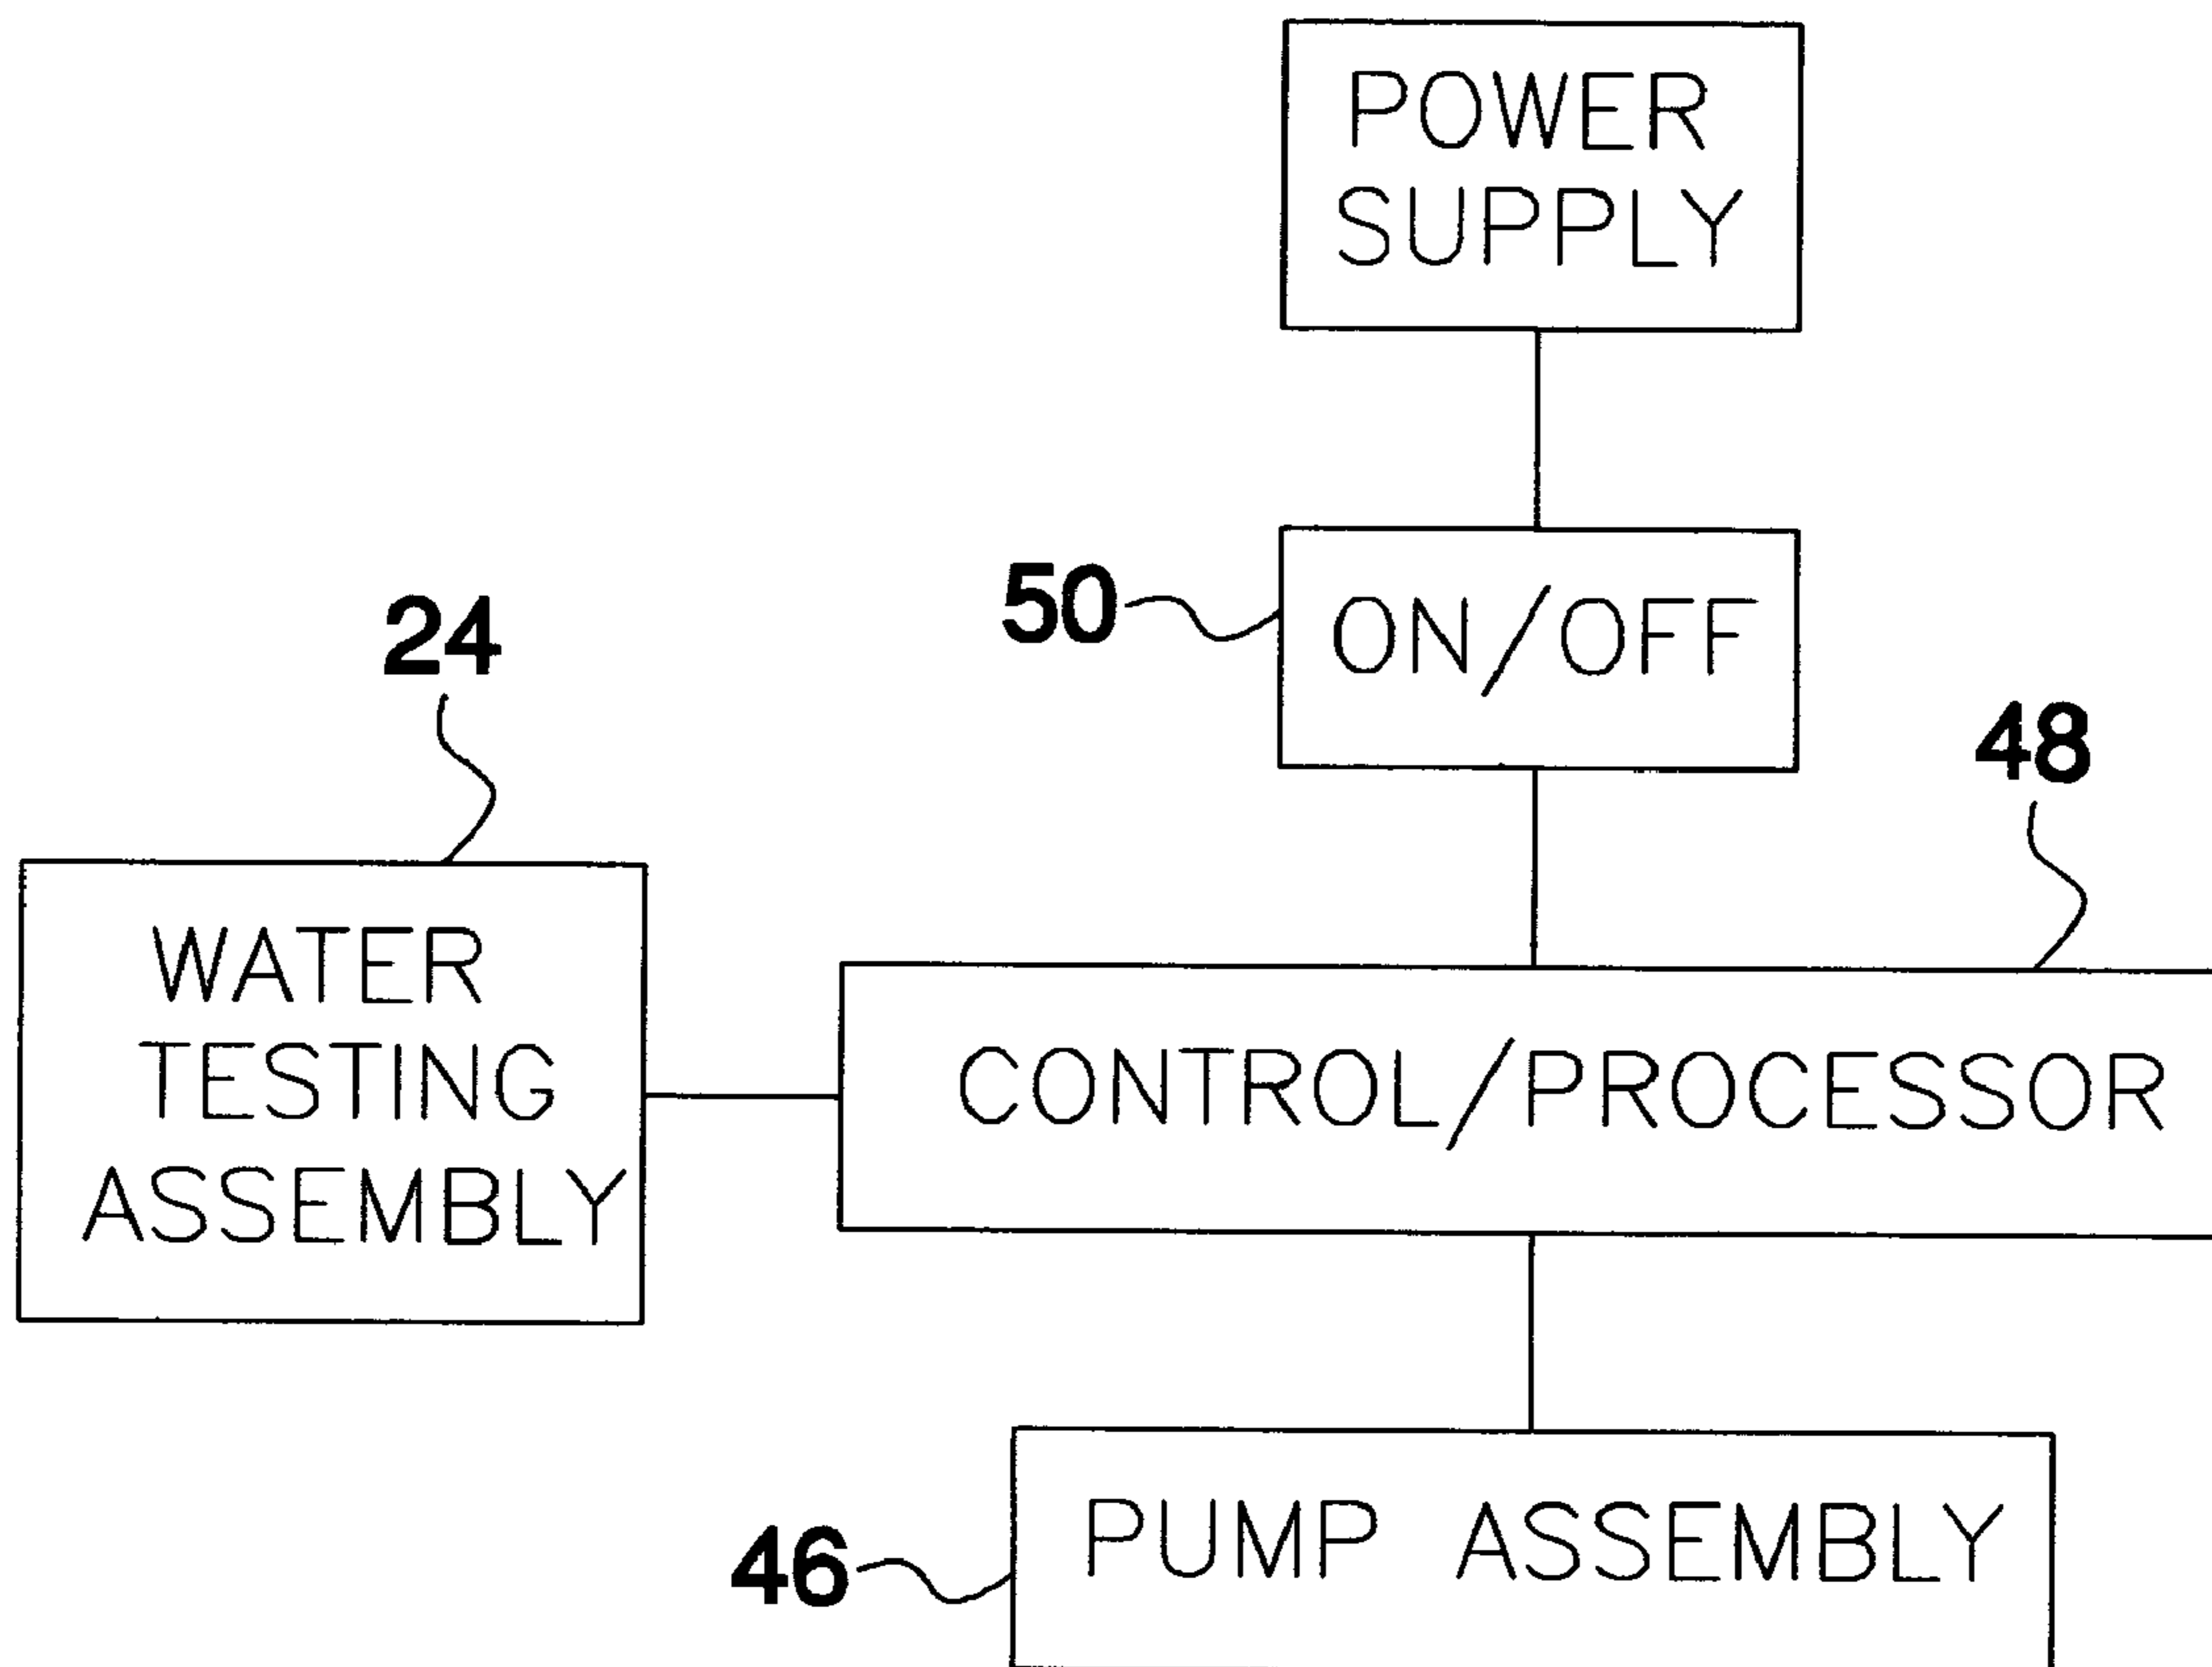 POWER
SUPPLY
50
ON/OFF
24
48
WATER
TESTING
ASSEMBLY
CONTROL/PROCESSOR
46
PUMP ASSEMBLY